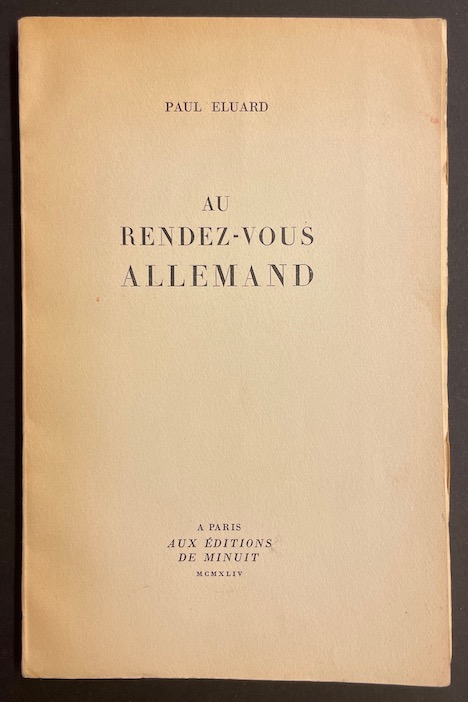 PAUL ELUARD
AU
RENDEZ-VOUS
ALLEMAND
A PARIS
AUX ÉDITIONS
DE MINUIT
MCMXLIV